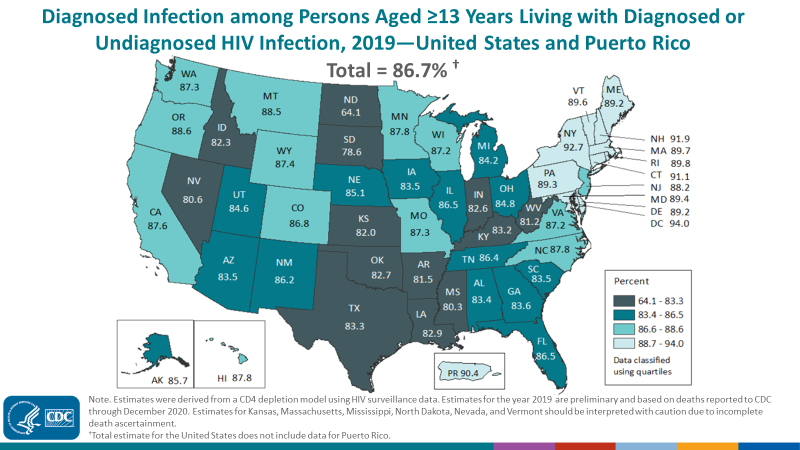 Diagnosed Infection among Persons Aged ≥13 Years Living with Diagnosed or
Undiagnosed HIV Infection, 2019—United States and Puerto Rico
Total = 86.7% †
WA
87.3
OR
88.6
CA
87.6
ID
82.3
NV
80.6
MT
88.5
WY
87.4
UT
84.6
CO
86.8
AZ
83.5
NM
86.2
ND
64.1
SD
78.6
NE
85.1
KS
82.0
OK
82.7
TX
83.3
MN
87.8
IA
83.5
MO
87.3
AR
81.5
LA
82.9
WI
87.2
IL
86.5
MI
84.2
IN
82.6
OH
84.8
KY 83.2
WV
81.2
TN 86.4
MS
80.3
AL
83.4
GA
83.6
FL
86.5
SC
83.5
NC 87.8
VA
87.2
PA
89.3
NY
92.7
VT
89.6
ME
89.2
NH 91.9
MA 89.7
RI 89.8
CT 91.1
NJ 88.2
MD 89.4
DE 89.2
DC 94.0
AK 85.7
HI 87.8
PR 90.4
Percent
64.1 - 83.3
83.4 - 86.5
86.6 - 88.6
88.7 - 94.0
Data classified
using quartiles
CDC
Note. Estimates were derived from a CD4 depletion model using HIV surveillance data. Estimates for the year 2019 are preliminary and based on deaths reported to CDC
through December 2020. Estimates for Kansas, Massachusetts, Mississippi, North Dakota, Nevada, and Vermont should be interpreted with caution due to incomplete
death ascertainment.
†Total estimate for the United States does not include data for Puerto Rico.